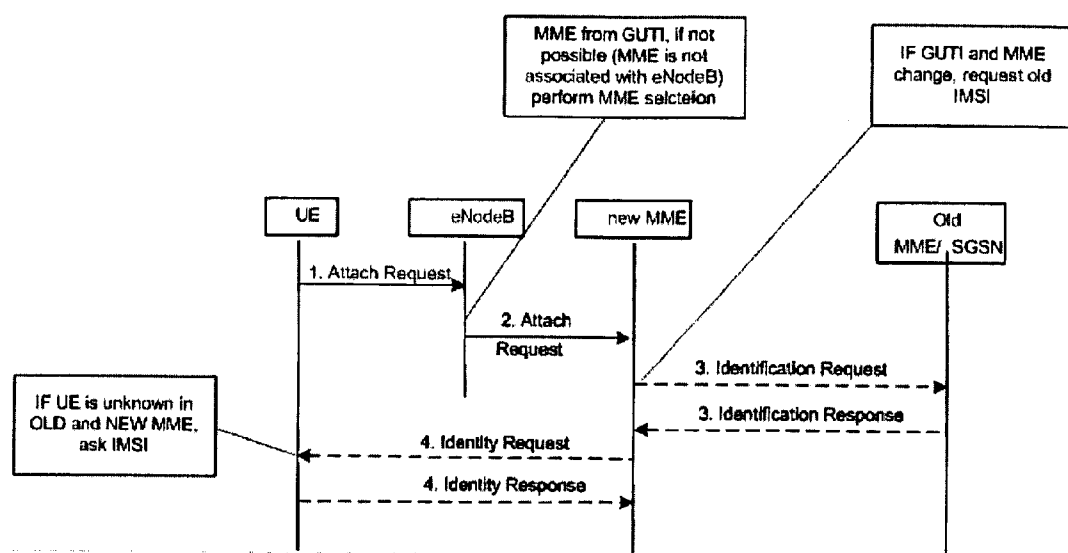 MME from GUTI, if not
possible (MME is not
associated with eNodeB)
perform MME selcteion
IF GUTI and MME
change, request old
IMSI
UE
eNodeB
new MME
Old
MME/ SGSN
1. Attach Request
2. Attach
Request
3. Identification Request
3. Identification Response
IF UE is unknown in
OLD and NEW MME,
ask IMSI
4. Identity Request
4. Identity Response